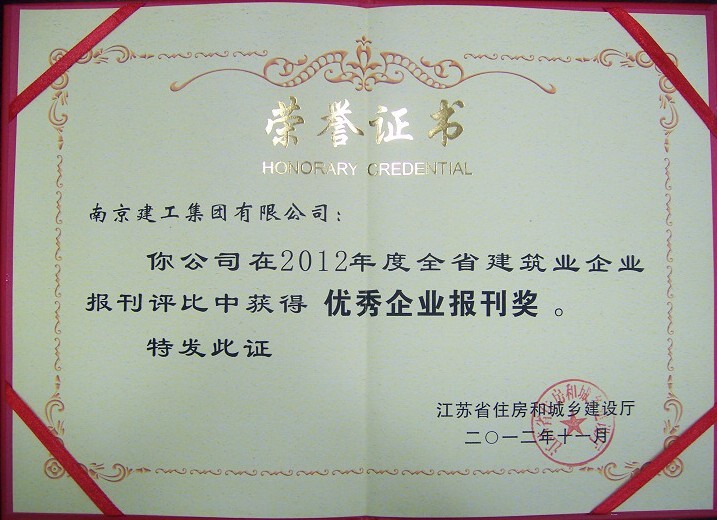 荣誉证书
HONORARY CREDENTIAL
南京建工集团有限公司：
你公司在2012年度全省建筑业企业
报刊评比中获得 优秀企业报刊奖 。
特发此证
江苏省住房和城乡建设厅
二〇一二年十一月